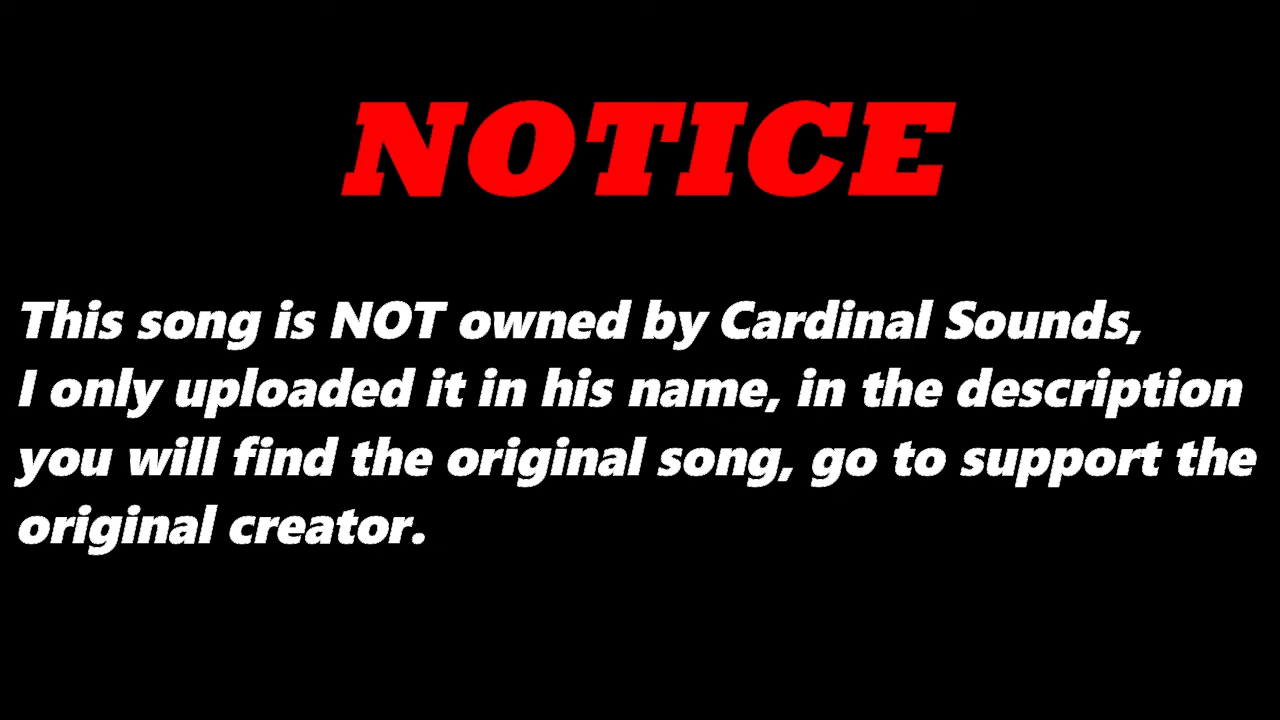 NOTICE
This song is NOT owned by Cardinal Sounds,
I only uploaded it in his name, in the description
you will find the original song, go to support the
original creator.